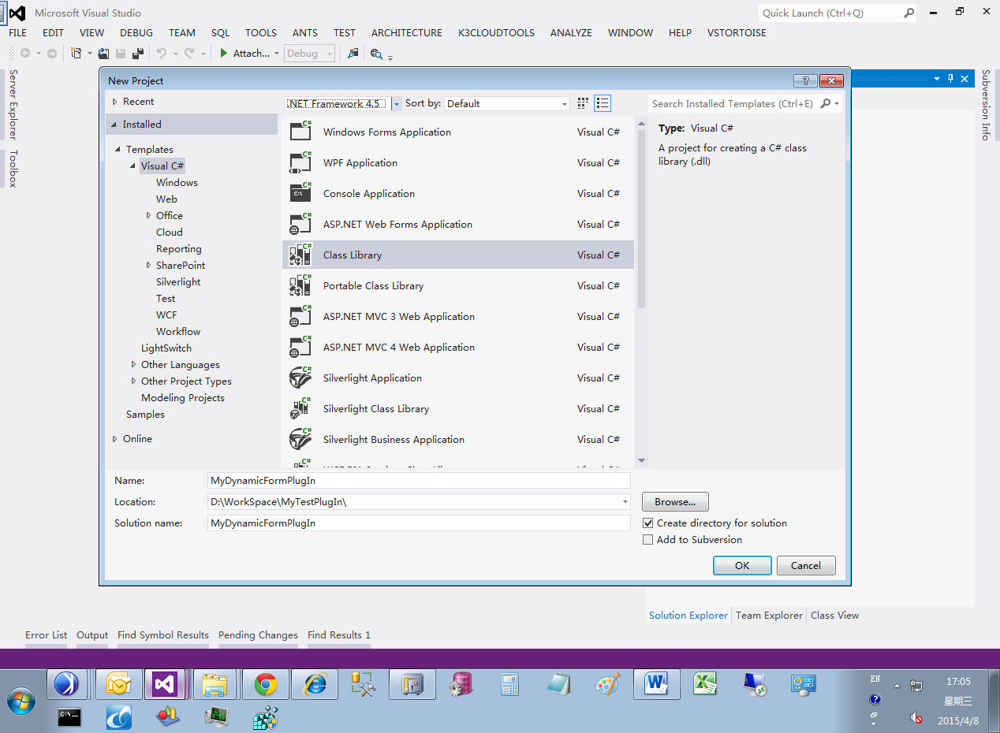 Microsoft Visual Studio
Quick Launch (Ctrl+Q)
FILE EDIT VIEW DEBUG TEAM SQL TOOLS ANTS TEST ARCHITECTURE K3CLOUDTOOLS ANALYZE WINDOW HELP VSTORTOISE
Attach... Debug
Server Explorer
Toolbox
Subversion Info
New Project
Recent
Installed
Templates
Visual C#
Windows
Web
Office
Cloud
Reporting
SharePoint
Silverlight
Test
WCF
Workflow
LightSwitch
Other Languages
Other Project Types
Modeling Projects
Samples
Online
.NET Framework 4.5 Sort by: Default
Search Installed Templates (Ctrl+E)
Windows Forms Application Visual C#
WPF Application Visual C#
Console Application Visual C#
ASP.NET Web Forms Application Visual C#
Class Library Visual C#
Portable Class Library Visual C#
ASP.NET MVC 3 Web Application Visual C#
ASP.NET MVC 4 Web Application Visual C#
Silverlight Application Visual C#
Silverlight Class Library Visual C#
Silverlight Business Application Visual C#
Type: Visual C#
A project for creating a C# class
library (.dll)
Name: MyDynamicFormPlugIn
Location: D:\WorkSpace\MyTestPlugIn\
Browse...
Solution name: MyDynamicFormPlugIn
Create directory for solution
Add to Subversion
OK Cancel
Solution Explorer Team Explorer Class View
Error List Output Find Symbol Results Pending Changes Find Results 1
EN
17:05
星期三
2015/4/8